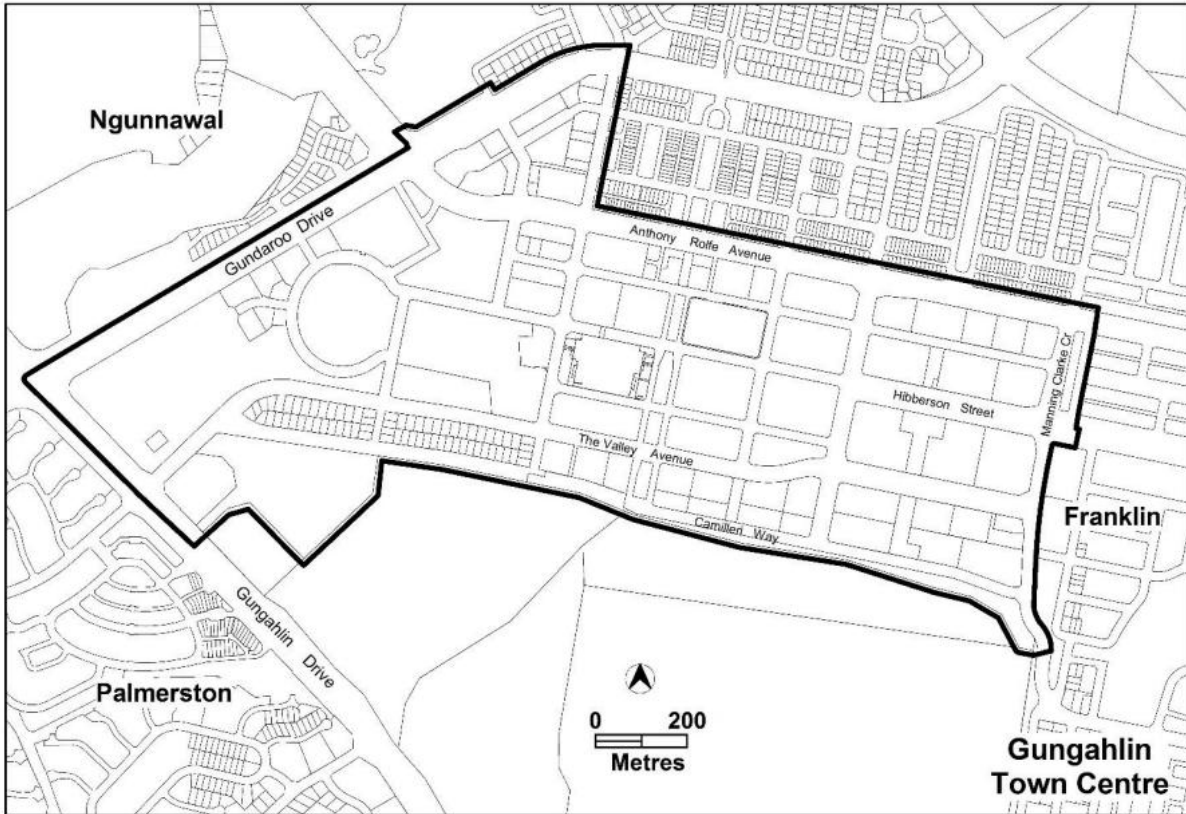 Ngunnawal
Gundaroo Drive
Anthony Rolfe Avenue
Manning Clarke Cr
Hibberson Street
The Valley Avenue
Camilleri Way
Franklin
Gungahlin Drive
Palmerston
0 200
Metres
Gungahlin
Town Centre